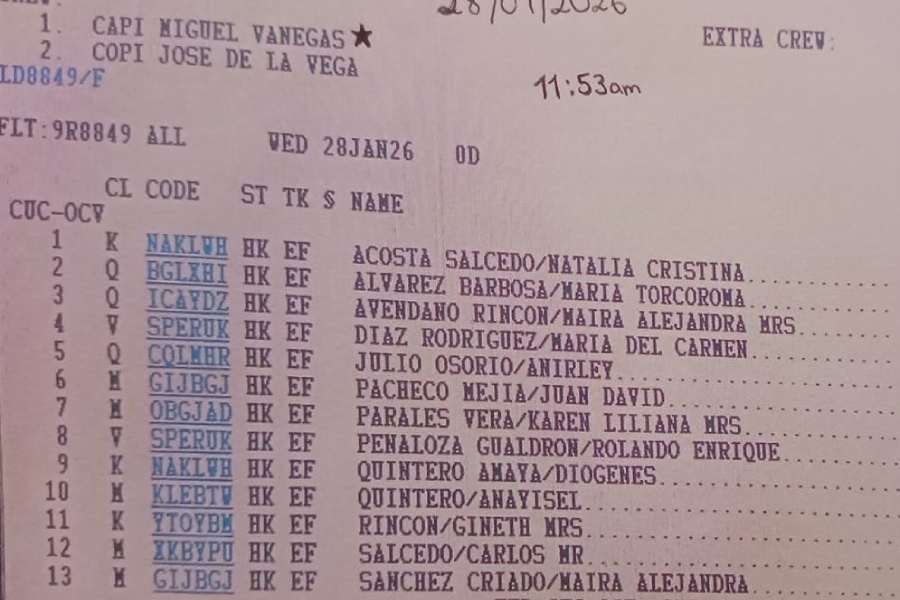 28/01/2026
1. CAPI MIGUEL VANEGAS★
EXTRA CREW:
2. COPI JOSE DE LA VEGA
LD8849/F
11:53am
FLT:9R8849 ALL WED 28JAN26 0D
CL CODE ST TK S NAME
CUC-OCV
1 K NAKLWH HK EF ACOSTA SALCEDO/NATALIA CRISTINA
2 Q BGLXHI HK EF ALVAREZ BARBOSA/MARIA TORCOROMA
3 Q ICAYDZ HK EF AVENDANO RINCON/MAIRA ALEJANDRA MRS
4 V SPERUK HK EF DIAZ RODRIGUEZ/MARIA DEL CARMEN
5 Q CQLMHR HK EF JULIO OSORIO/ANIRLEY
6 M GIJBGJ HK EF PACHECO MEJIA/JUAN DAVID
7 M OBGJAD HK EF PARALES VERA/KAREN LILIANA MRS
8 V SPERUK HK EF PENALOZA GUALDRON/ROLANDO ENRIQUE
9 K NAKLWH HK EF QUINTERO AMAYA/DIOGENES
10 M KLEBTW HK EF QUINTERO/ANAYISEL
11 K YTOYBM HK EF RINCON/GINETH MRS
12 M XKBYPU HK EF SALCEDO/CARLOS MR
13 M GIJBGJ HK EF SANCHEZ CRIADO/MAIRA ALEJANDRA